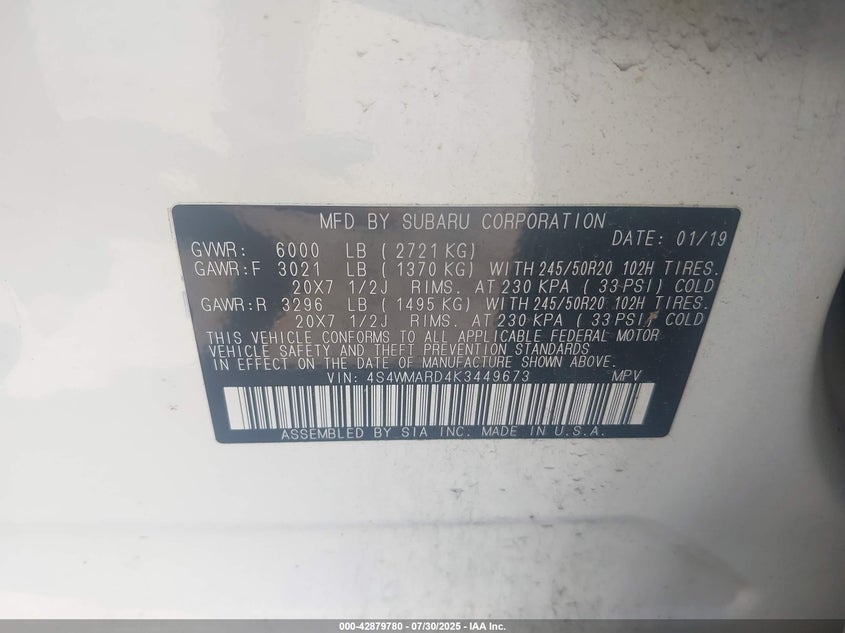 MFD BY SUBARU CORPORATION
DATE: 01/19
GVWR: 6000 LB ( 2721 KG)
GAWR:F 3021 LB ( 1370 KG) WITH 245/50R20 102H TIRES.
20X7 1/2J RIMS. AT 230 KPA ( 33 PSI) COLD
GAWR:R 3296 LB ( 1495 KG) WITH 245/50R20 102H TIRES.
20X7 1/2J RIMS. AT 230 KPA ( 33 PSI) COLD
THIS VEHICLE CONFORMS TO ALL APPLICABLE FEDERAL MOTOR
VEHICLE SAFETY AND THEFT PREVENTION STANDARDS
IN EFFECT ON THE DATE OF MANUFACTURE SHOWN ABOVE.
VIN: 4S4WMARD4K3449673 MPV
ASSEMBLED BY SIA INC. MADE IN U.S.A.
000-42879780 - 07/30/2025 - IAA Inc.